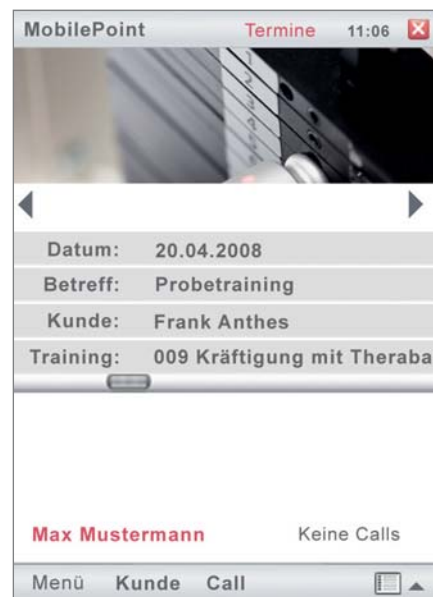 MobilePoint Termine 11:06
Datum: 20.04.2008
Betreff: Probetraining
Kunde: Frank Anthes
Training: 009 Kräftigung mit Theraba
Max Mustermann Keine Calls
Menü Kunde Call